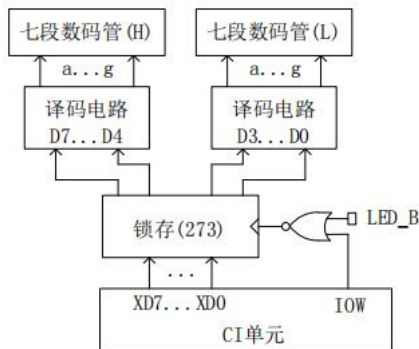 七段数码管(H) 七段数码管(L)
a...g a...g
译码电路 译码电路
D7...D4 D3...D0
锁存(273)
LED_B
...
XD7...XD0 IOW
CI单元